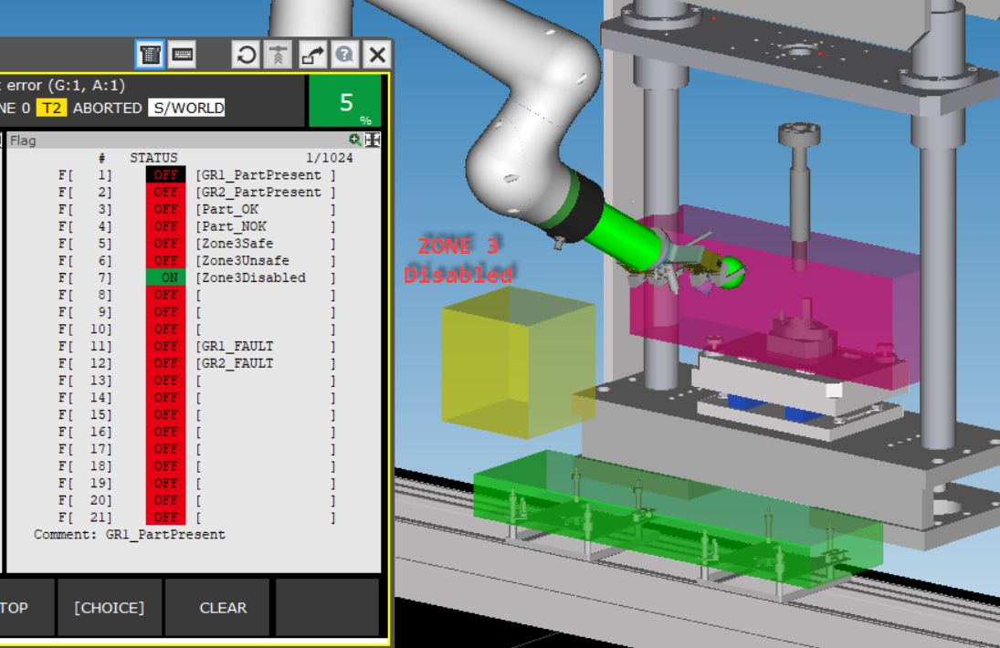 : error (G:1, A:1)
NE 0 T2 ABORTED S/WORLD
5
%
Flag
# STATUS 1/1024
F[ 1] OFF [GR1_PartPresent ]
F[ 2] OFF [GR2_PartPresent ]
F[ 3] OFF [Part_OK ]
F[ 4] OFF [Part_NOK ]
F[ 5] OFF [Zone3Safe ]
F[ 6] OFF [Zone3Unsafe ]
F[ 7] ON [Zone3Disabled ]
F[ 8] OFF [ ]
F[ 9] OFF [ ]
F[ 10] OFF [ ]
F[ 11] OFF [GR1_FAULT ]
F[ 12] OFF [GR2_FAULT ]
F[ 13] OFF [ ]
F[ 14] OFF [ ]
F[ 15] OFF [ ]
F[ 16] OFF [ ]
F[ 17] OFF [ ]
F[ 18] OFF [ ]
F[ 19] OFF [ ]
F[ 20] OFF [ ]
F[ 21] OFF [ ]
Comment: GR1_PartPresent
TOP [CHOICE] CLEAR
ZONE 3
Disabled